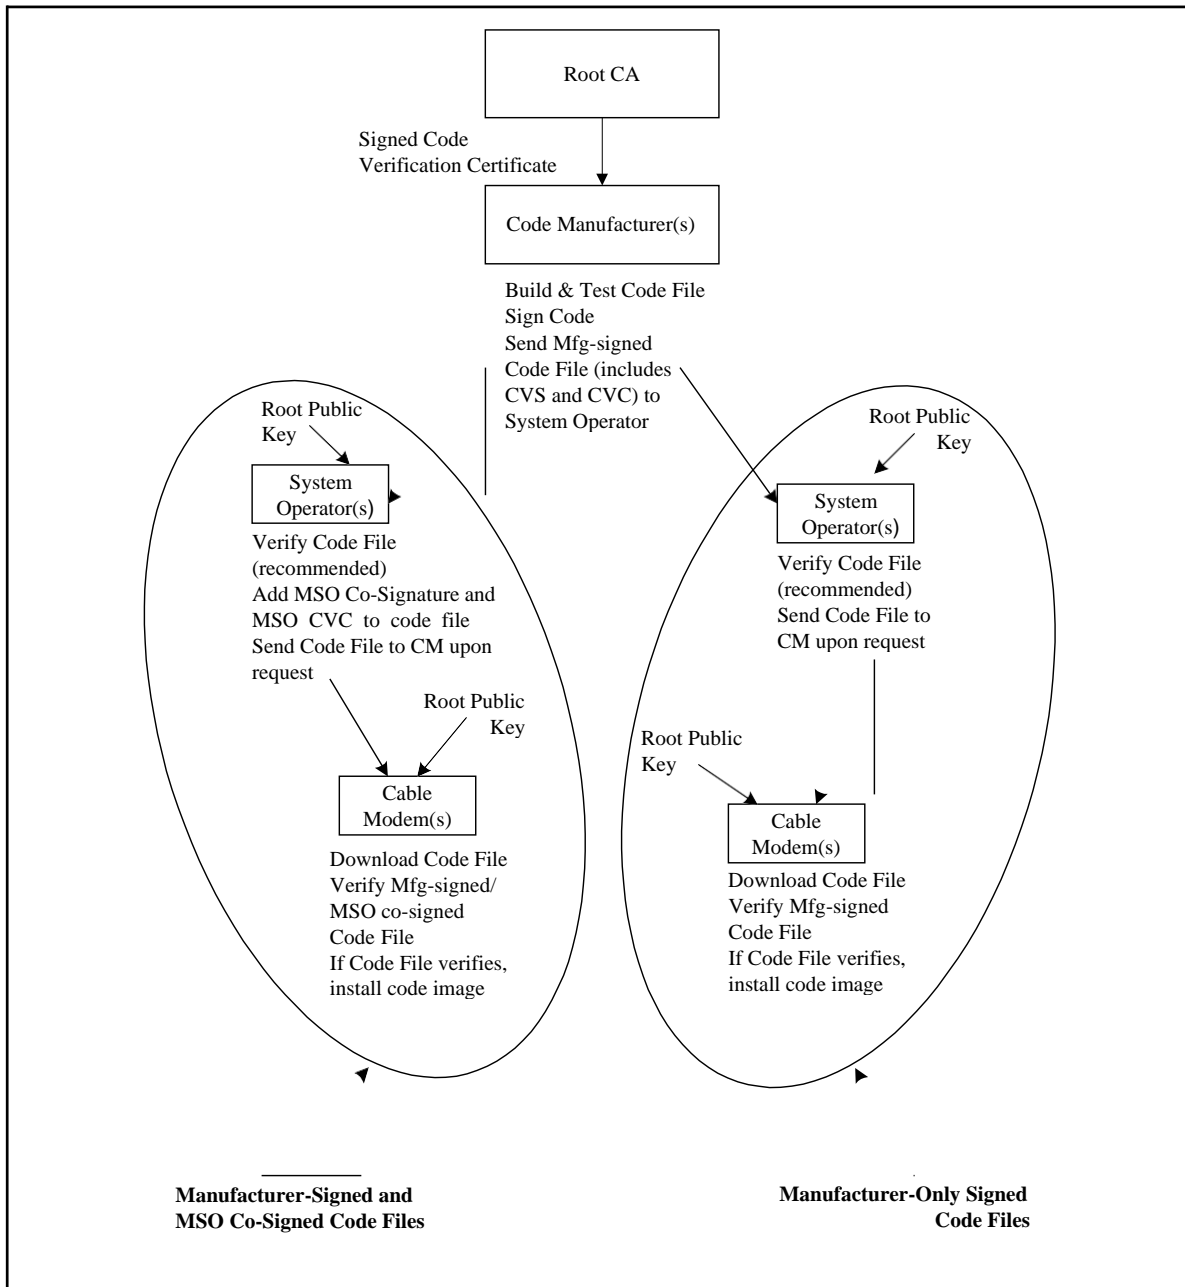 Root CA
Signed Code
Verification Certificate
Code Manufacturer(s)
Build & Test Code File
Sign Code
Send Mfg-signed
Code File (includes
CVS and CVC) to
System Operator
Root Public
Key
System
Operator(s)
Verify Code File
(recommended)
Add MSO Co-Signature and
MSO CVC to code file
Send Code File to CM upon
request
Root Public
Key
Cable
Modem(s)
Download Code File
Verify Mfg-signed/
MSO co-signed
Code File
If Code File verifies,
install code image
Root Public
Key
System
Operator(s)
Verify Code File
(recommended)
Send Code File to
CM upon request
Root Public
Key
Cable
Modem(s)
Download Code File
Verify Mfg-signed
Code File
If Code File verifies,
install code image
Manufacturer-Signed and
MSO Co-Signed Code Files
Manufacturer-Only Signed
Code Files